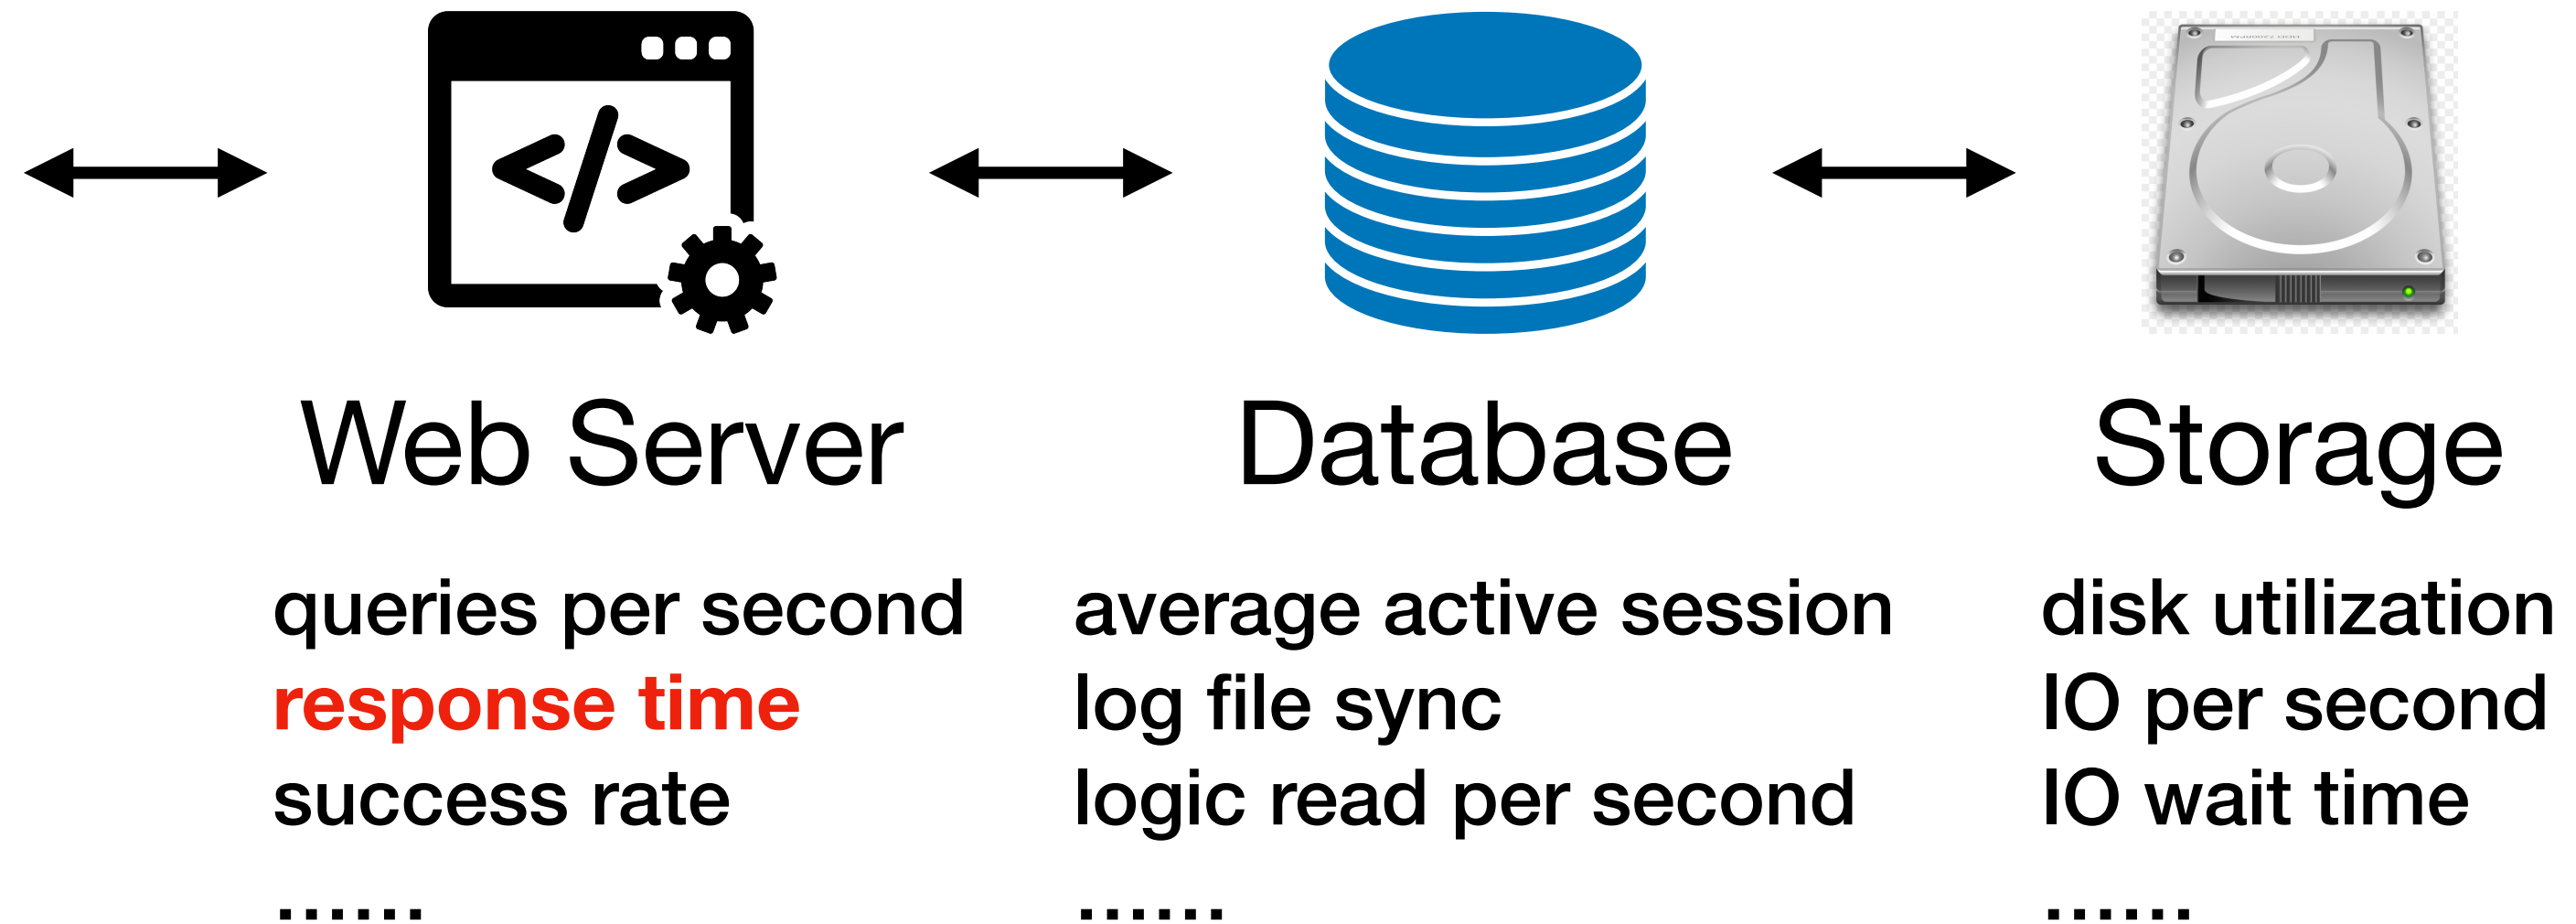 </>
Web Server
Database
Storage
queries per second
response time
success rate
......
average active session
log file sync
logic read per second
......
disk utilization
IO per second
IO wait time
......